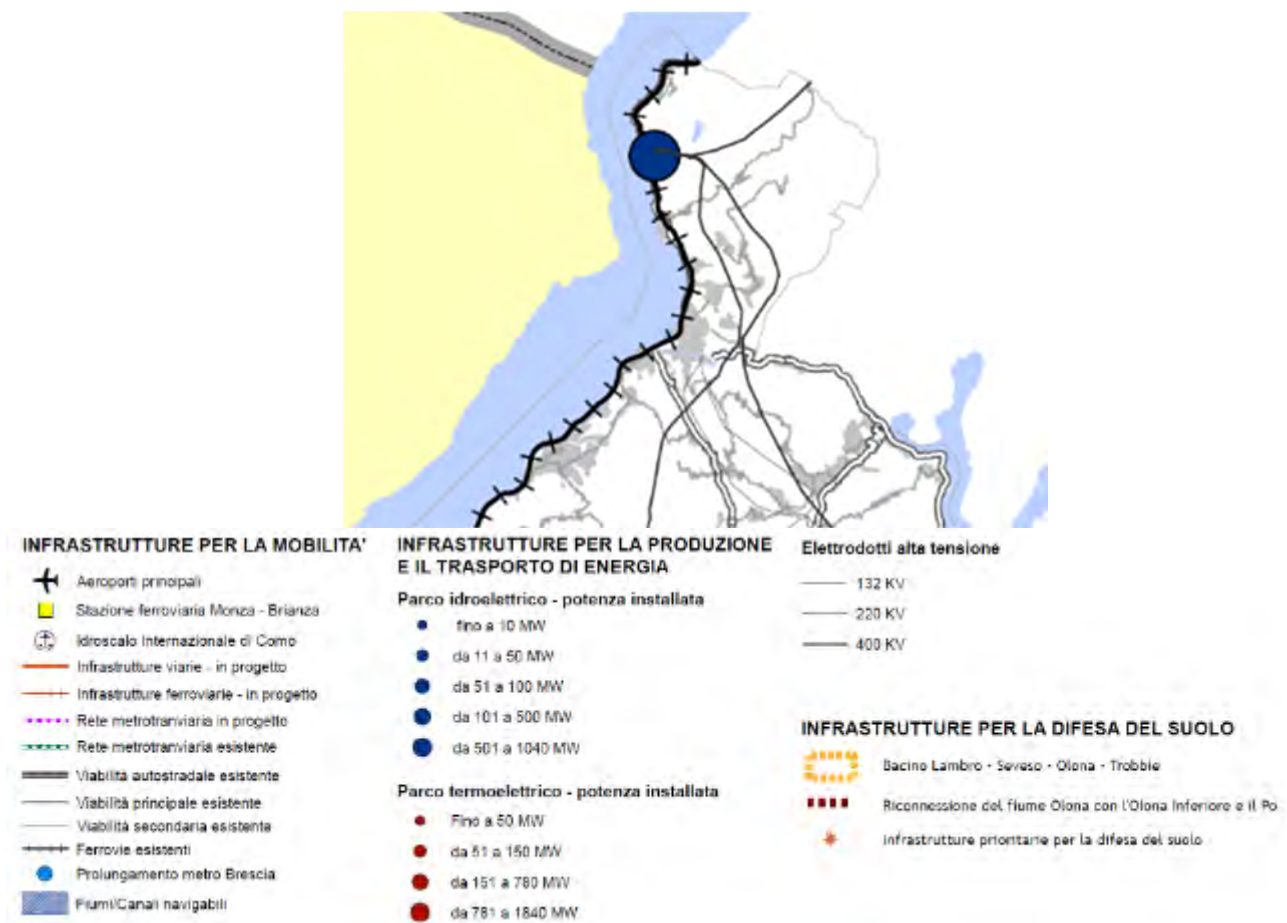 INFRASTRUTTURE PER LA MOBILITA'
Aeroporti principali
Stazione ferroviaria Monza - Brianza
Idroscalo Internazionale di Como
Infrastrutture viarie - in progetto
Infrastrutture ferroviarie - in progetto
Rete metrotranviaria in progetto
Rete metrotranviaria esistente
Viabilità autostradale esistente
Viabilità principale esistente
Viabilità secondaria esistente
Ferrovie esistenti
Prolungamento metro Brescia
Fiumi/Canali navigabili
INFRASTRUTTURE PER LA PRODUZIONE
E IL TRASPORTO DI ENERGIA
Parco idroelettrico - potenza installata
fino a 10 MW
da 11 a 50 MW
da 51 a 100 MW
da 101 a 500 MW
da 501 a 1040 MW
Parco termoelettrico - potenza installata
Fino a 50 MW
da 51 a 150 MW
da 151 a 780 MW
da 781 a 1840 MW
Elettrodotti alta tensione
132 KV
220 KV
400 KV
INFRASTRUTTURE PER LA DIFESA DEL SUOLO
Bacino Lambro - Seveso - Olona - Trobbie
Riconnessione del fiume Olona con l'Olona Inferiore e il Po
Infrastrutture prioritarie per la difesa del suolo